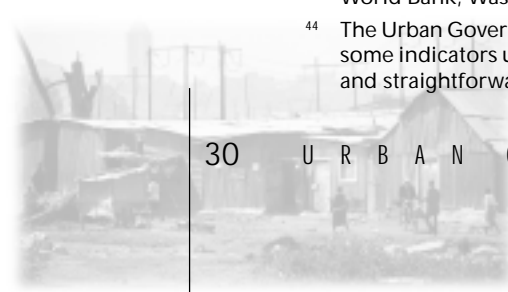 World Bank, Was
44 The Urban Gover
some indicators u
and straightforwa
30 U R B A N